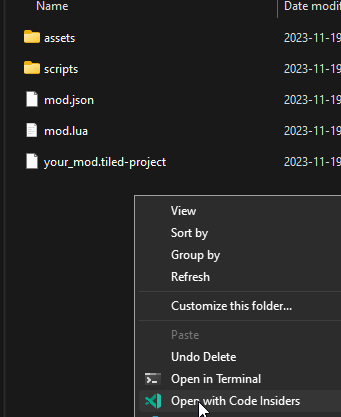 Name Date modif
assets 2023-11-19
scripts 2023-11-19
mod.json 2023-11-19
mod.lua 2023-11-19
your_mod.tiled-project 2023-11-19
View
Sort by
Group by
Refresh
Customize this folder...
Paste
Undo Delete
Open in Terminal
Open with Code Insiders